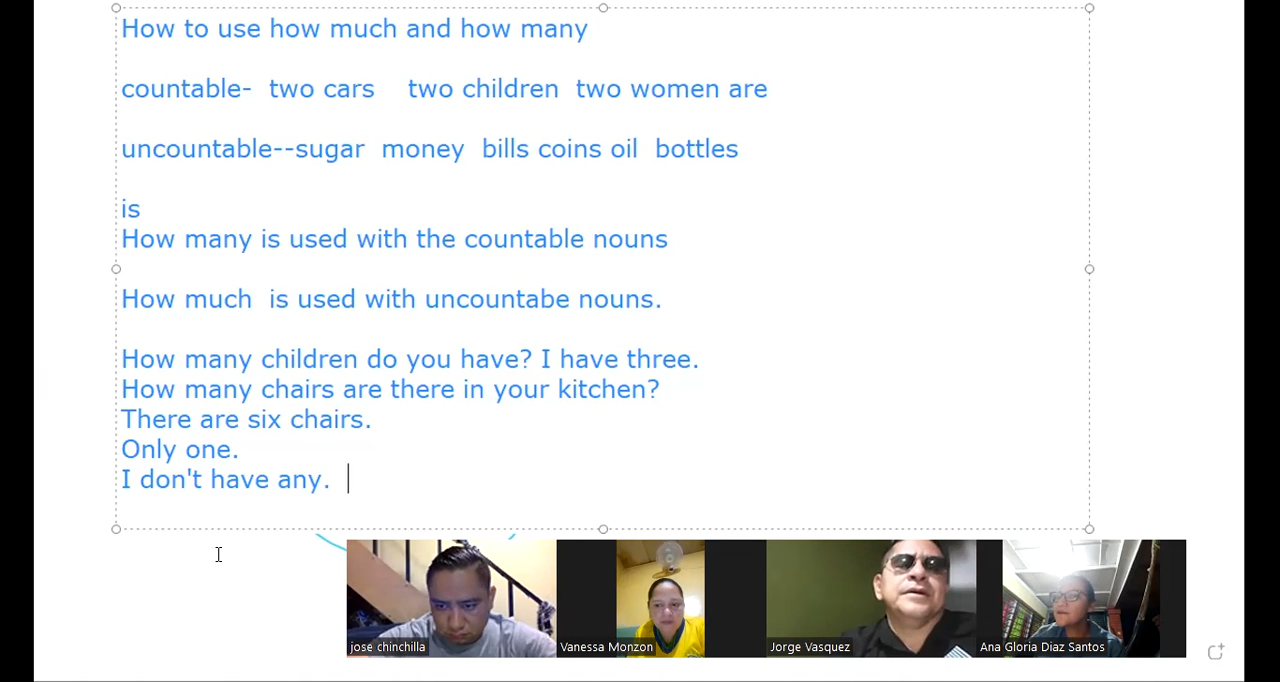 How to use how much and how many
countable- two cars two children two women are
uncountable--sugar money bills coins oil bottles
is
How many is used with the countable nouns
How much is used with uncountabe nouns.
How many children do you have? I have three.
How many chairs are there in your kitchen?
There are six chairs.
Only one.
I don't have any.
jose chinchilla
Vanessa Monzon
Jorge Vasquez
Ana Gloria Diaz Santos